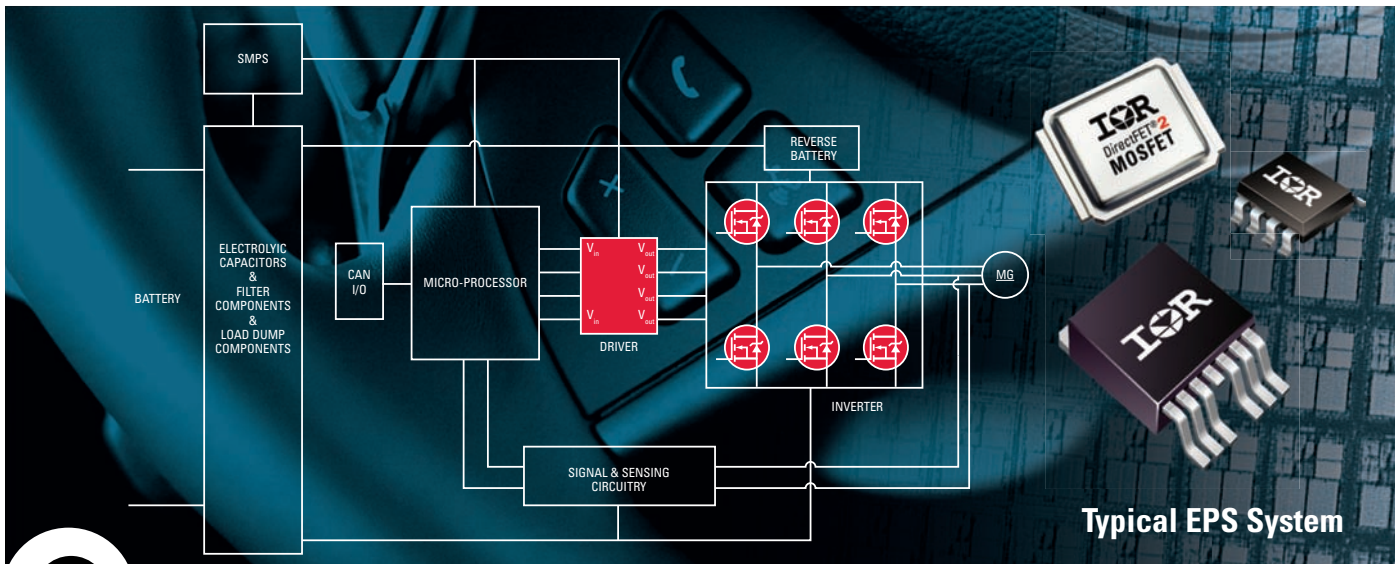 SMPS
REVERSE
BATTERY
ELECTROLYIC
CAPACITORS
&
FILTER
COMPONENTS
&
LOAD DUMP
COMPONENTS
BATTERY
CAN
I/O
MICRO-PROCESSOR
Vin Vout
Vout
Vout
Vin Vout
DRIVER
MG
INVERTER
SIGNAL & SENSING
CIRCUITRY
IOR
DirectFET®2
MOSFET
IOR
IOR
Typical EPS System